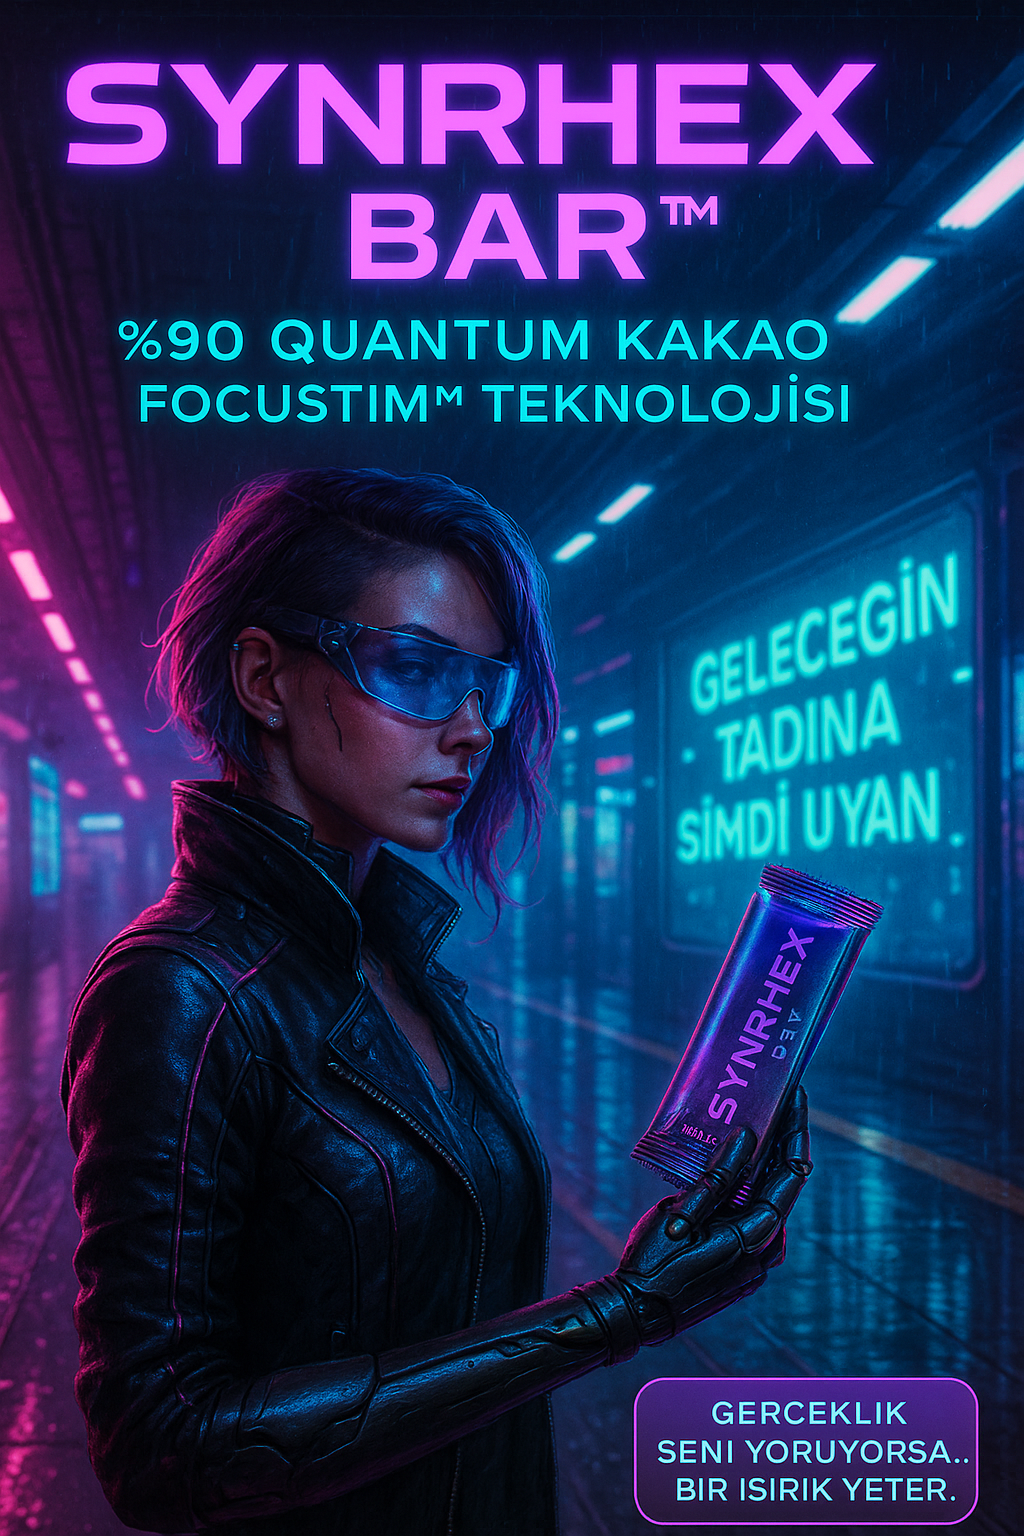 SYNRHEX
BAR™
%90 QUANTUM KAKAO
FOCUSTIM™ TEKNOLOJİSI
GELECEGİN
TADINA
SİMDİ UYAN
SYNRHEX
GERCEKLIK
SENI YORUYORSA..
BIR ISIRIK YETER.